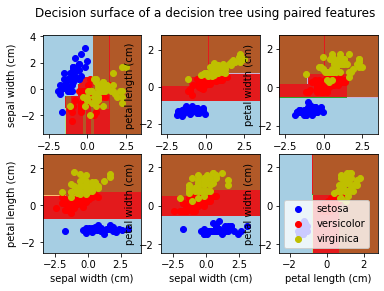 Decision surface of a decision tree using paired features
sepal width (cm)
4
2
0
−2
−2.5 0.0 2.5
petal length (cm)
2
0
−2
−2.5 0.0 2.5
petal width (cm)
2
0
−2
−2.5 0.0 2.5
petal length (cm)
2
0
−2
−2.5 0.0 2.5
sepal width (cm)
petal width (cm)
2
0
−2
−2.5 0.0 2.5
sepal width (cm)
petal width (cm)
2
0
−2
−2 0 2
petal length (cm)
setosa
versicolor
virginica